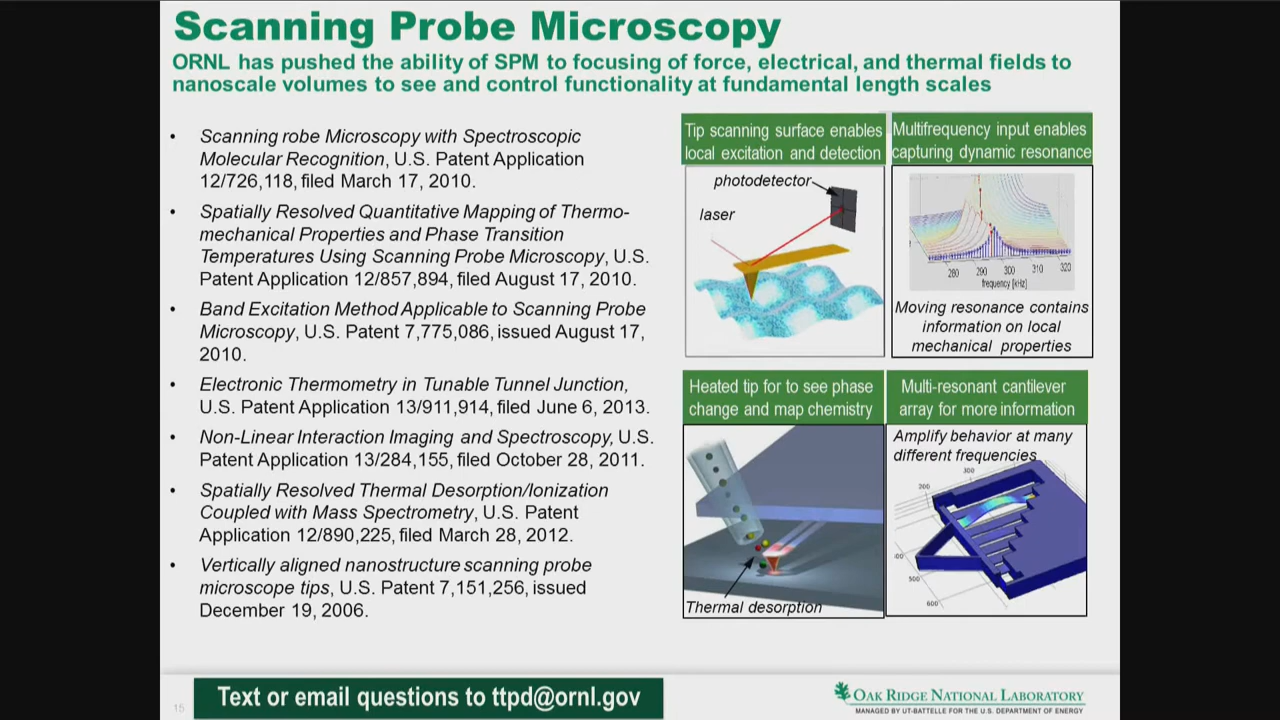 Scanning Probe Microscopy
ORNL has pushed the ability of SPM to focusing of force, electrical, and thermal fields to
nanoscale volumes to see and control functionality at fundamental length scales
• Scanning robe Microscopy with Spectroscopic
Molecular Recognition, U.S. Patent Application
12/726,118, filed March 17, 2010.
• Spatially Resolved Quantitative Mapping of Thermo-
mechanical Properties and Phase Transition
Temperatures Using Scanning Probe Microscopy, U.S.
Patent Application 12/857,894, filed August 17, 2010.
• Band Excitation Method Applicable to Scanning Probe
Microscopy, U.S. Patent 7,775,086, issued August 17,
2010.
• Electronic Thermometry in Tunable Tunnel Junction,
U.S. Patent Application 13/911,914, filed June 6, 2013.
• Non-Linear Interaction Imaging and Spectroscopy, U.S.
Patent Application 13/284,155, filed October 28, 2011.
• Spatially Resolved Thermal Desorption/Ionization
Coupled with Mass Spectrometry, U.S. Patent
Application 12/890,225, filed March 28, 2012.
• Vertically aligned nanostructure scanning probe
microscope tips, U.S. Patent 7,151,256, issued
December 19, 2006.
Tip scanning surface enables
local excitation and detection
photodetector
laser
Multifrequency input enables
capturing dynamic resonance
280 290 300 310 320
frequency [kHz]
Moving resonance contains
information on local
mechanical properties
Heated tip for to see phase
change and map chemistry
Thermal desorption
Multi-resonant cantilever
array for more information
Amplify behavior at many
different frequencies
300
200
500
600
15
Text or email questions to ttpd@ornl.gov
OAK RIDGE NATIONAL LABORATORY
MANAGED BY UT-BATTELLE FOR THE U.S. DEPARTMENT OF ENERGY